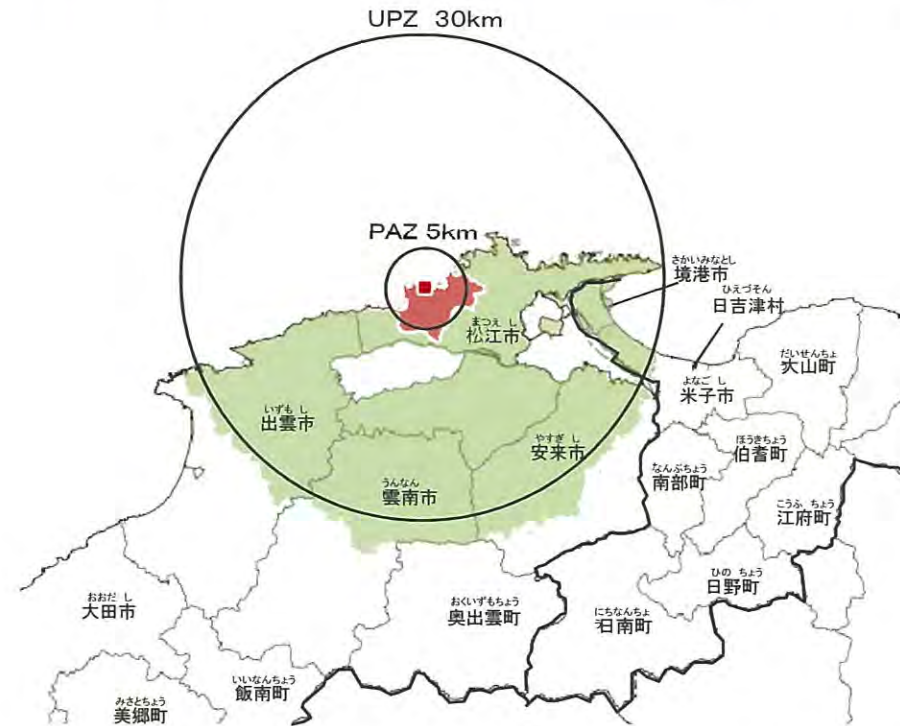 UPZ 30km
PAZ 5km
さかいみなとし
境港市
ひえづそん
日吉津村
まつえ し
松江市
だいせんちょ
大山町
よなご し
米子市
いずも し
出雲市
ほうきちょう
伯耆町
やすぎ し
安来市
なんぶちょう
南部町
うんなん
雲南市
こうふ ちょう
江府町
ひの ちょう
日野町
おおだ し
大田市
おくいずもちょう
奥出雲町
にちなんちょ
日南町
いいなんちょう
飯南町
みさとちょう
美郷町